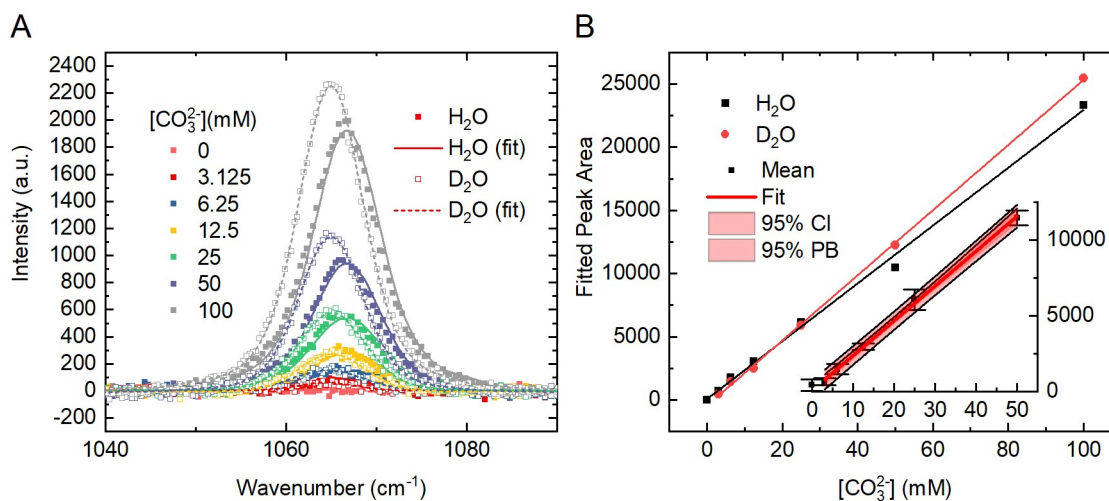 A
2400
2200
2000
1800
1600
1400
1200
1000
800
600
400
200
0
-200
Intensity (a.u.)
[CO₃²⁻](mM)
0
3.125
6.25
12.5
25
50
100
H₂O
H₂O (fit)
D₂O
D₂O (fit)
1040
1060
1080
Wavenumber (cm⁻¹)
B
25000
20000
15000
10000
5000
0
Fitted Peak Area
H₂O
D₂O
Mean
Fit
95% CI
95% PB
10000
5000
0
0 10 20 30 40 50
0 20 40 60 80 100
[CO₃²⁻] (mM)